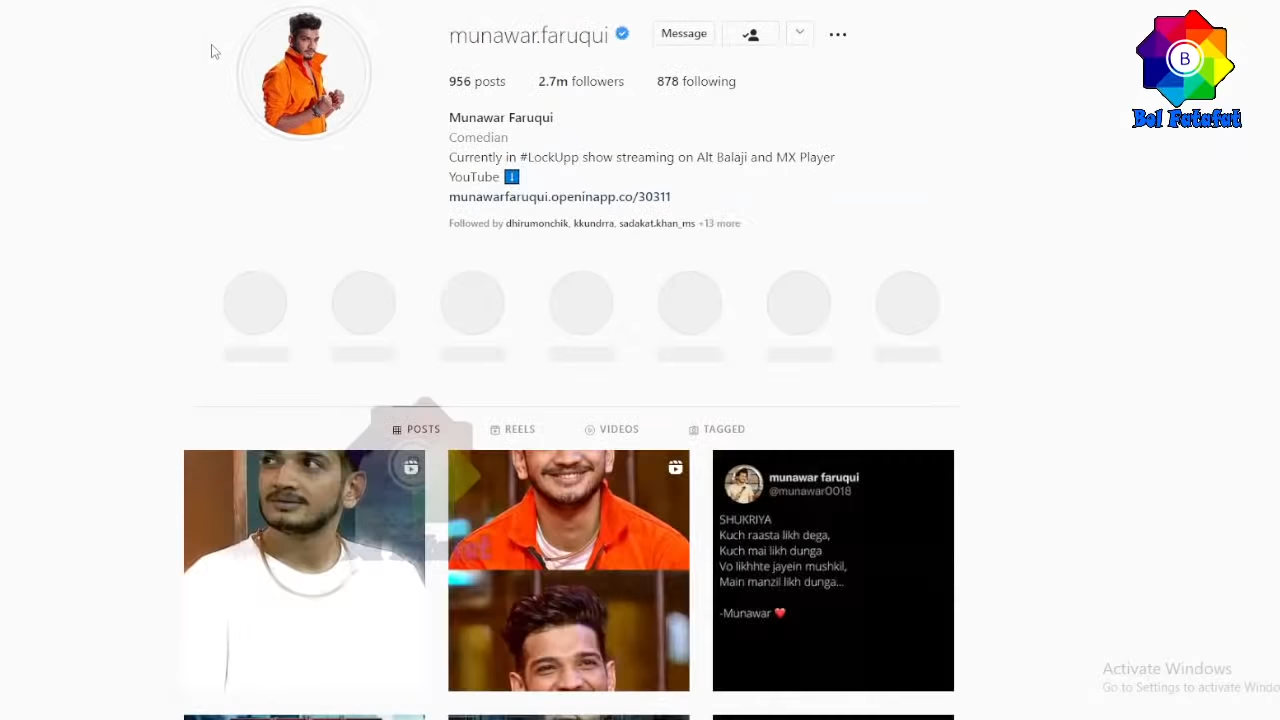 munawar.faruqui
Message
956 posts 2.7m followers 878 following
Munawar Faruqui
Comedian
Currently in #LockUpp show streaming on Alt Balaji and MX Player
YouTube ⬇️
munawarfaruqui.openinapp.co/30311
Followed by dhirumonchik, kkundrra, sadakat.khan_ms +13 more
B
Bol Fatafat
POSTS REELS VIDEOS TAGGED
munawar faruqui
@munawar0018
SHUKRIYA
Kuch raasta likh dega,
Kuch mai likh dunga
Vo likhhte jayein mushkil,
Main manzil likh dunga...
-Munawar ❤️
Activate Windows
Go to Settings to activate Windo